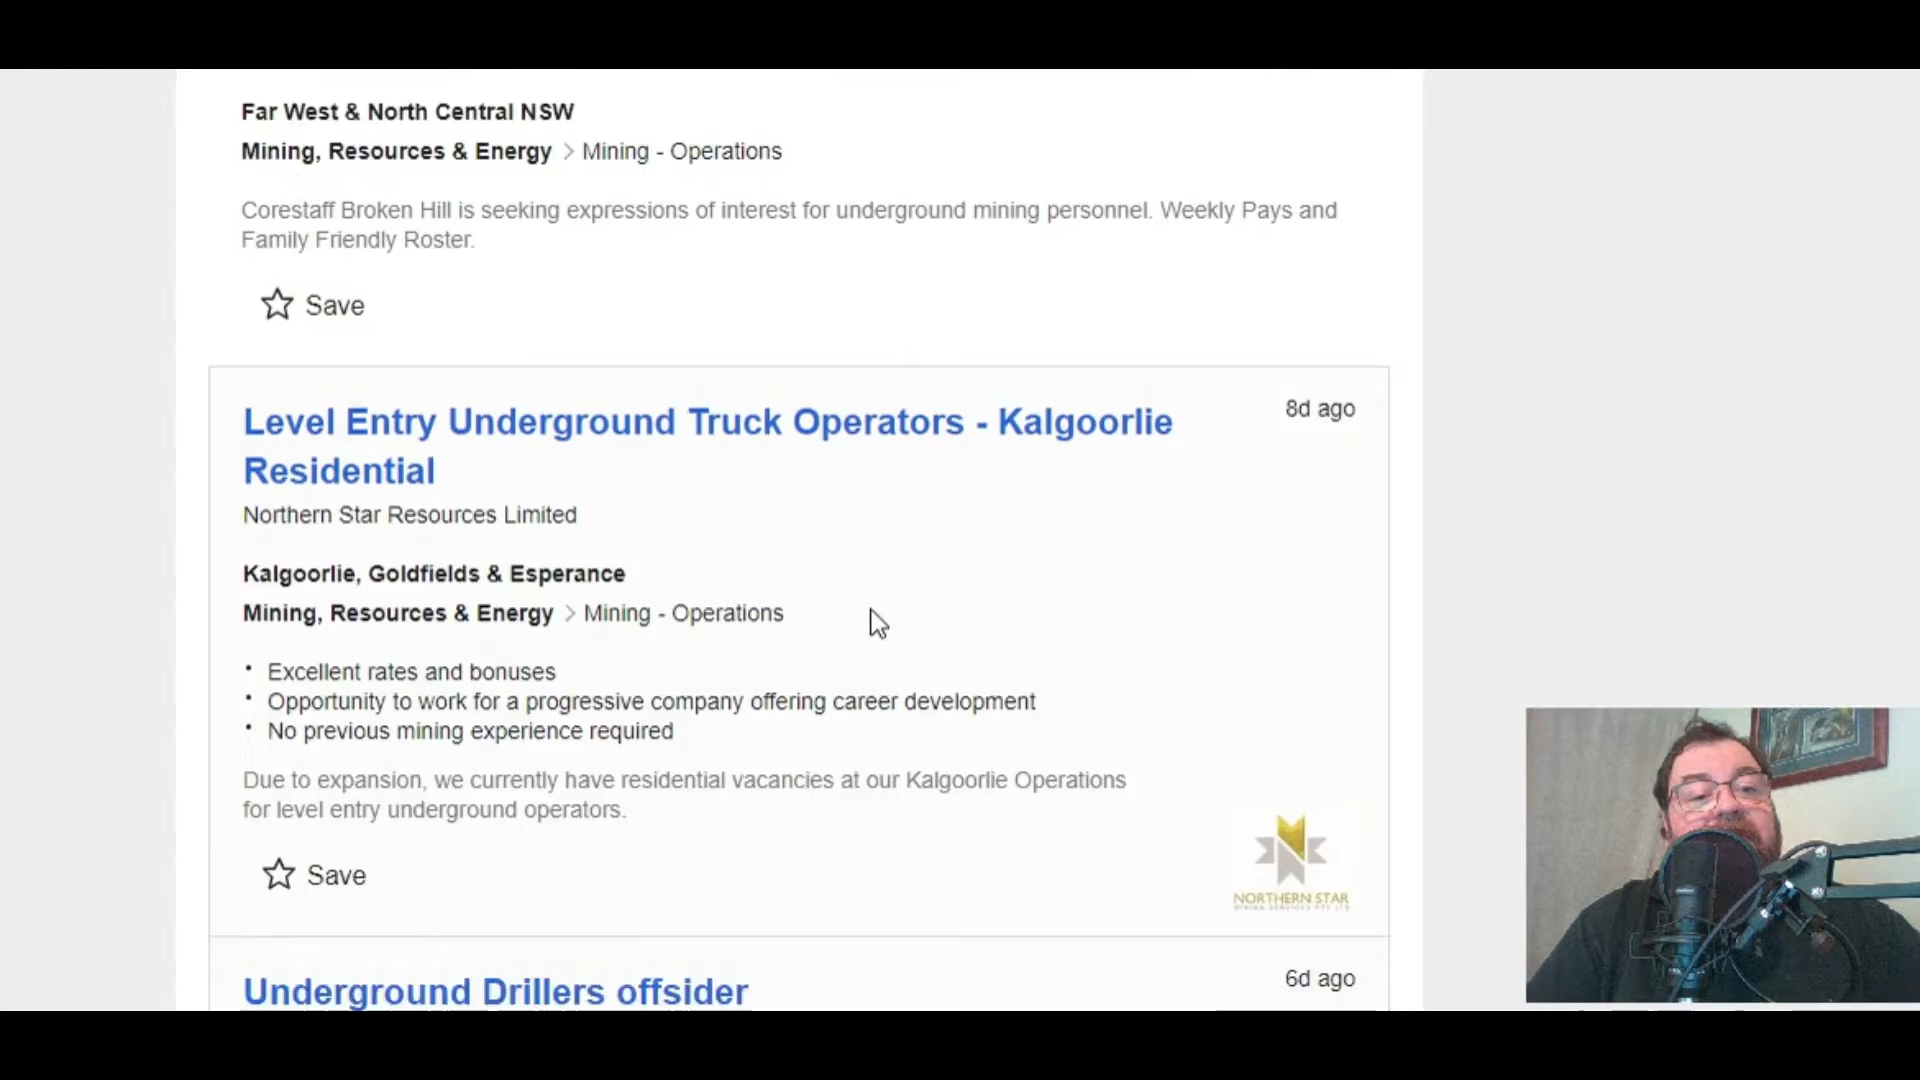 Far West & North Central NSW
Mining, Resources & Energy > Mining - Operations
Corestaff Broken Hill is seeking expressions of interest for underground mining personnel. Weekly Pays and
Family Friendly Roster.
Save
Level Entry Underground Truck Operators - Kalgoorlie
Residential
8d ago
Northern Star Resources Limited
Kalgoorlie, Goldfields & Esperance
Mining, Resources & Energy > Mining - Operations
• Excellent rates and bonuses
• Opportunity to work for a progressive company offering career development
• No previous mining experience required
Due to expansion, we currently have residential vacancies at our Kalgoorlie Operations
for level entry underground operators.
Save
NORTHERN STAR
MINING SERVICES PTY LTD
Underground Drillers offsider
6d ago